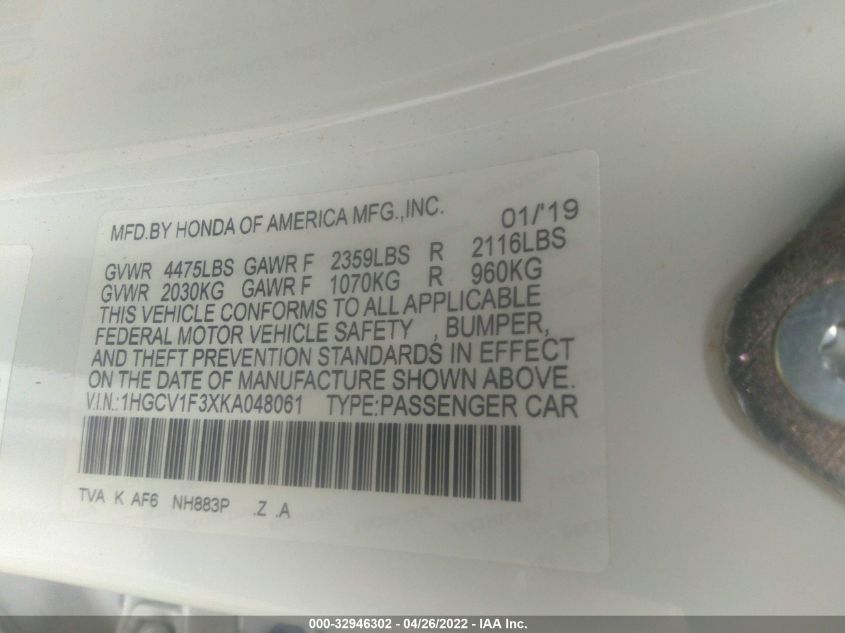 MFD.BY HONDA OF AMERICA MFG.,INC. 01/'19
GVWR 4475LBS GAWR F 2359LBS R 2116LBS
GVWR 2030KG GAWR F 1070KG R 960KG
THIS VEHICLE CONFORMS TO ALL APPLICABLE
FEDERAL MOTOR VEHICLE SAFETY , BUMPER,
AND THEFT PREVENTION STANDARDS IN EFFECT
ON THE DATE OF MANUFACTURE SHOWN ABOVE.
V.I.N.:1HGCV1F3XKA048061 TYPE:PASSENGER CAR
TVA K AF6 NH883P .Z .A
000-32946302 - 04/26/2022 - IAA Inc.